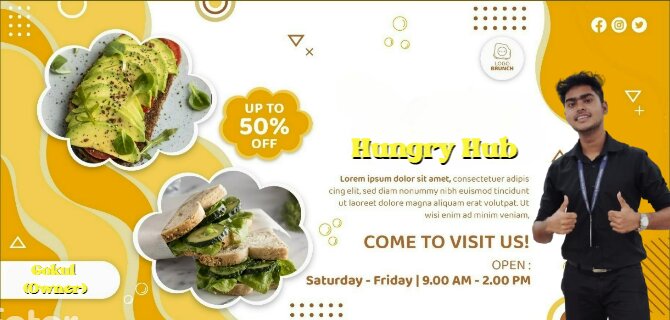 LOGO
BRUNCH
UP TO
50%
OFF
Hungry Hub
Lorem ipsum dolor sit amet, consectetuer adipis
cing elit, sed diam nonummy nibh euismod tincidunt
ut laoreet dolore magna aliquam erat volutpat. Ut
wisi enim ad minim veniam,
COME TO VISIT US!
OPEN :
Saturday - Friday | 9.00 AM - 2.00 PM
Gokul
(Owner)